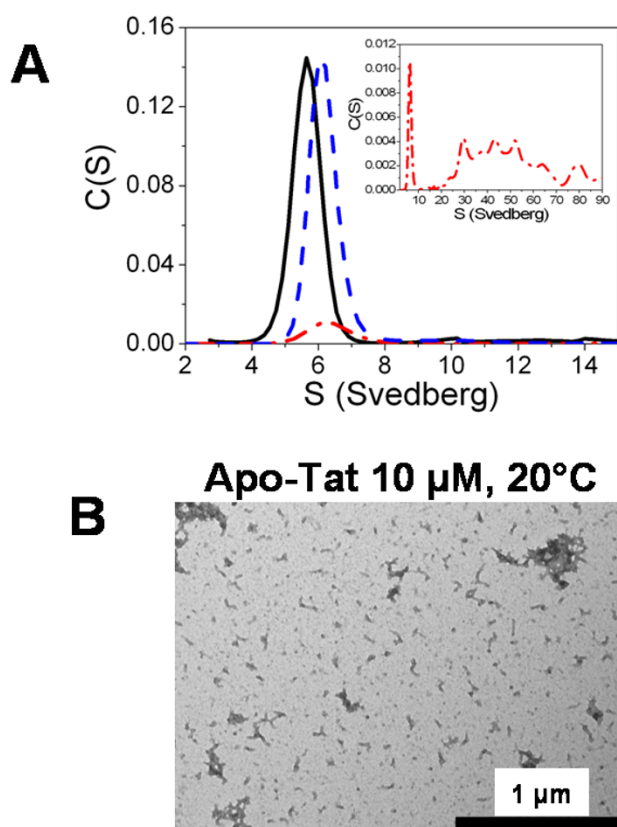 A
0.16
0.12
0.08
0.04
0.00
C(S)
2 4 6 8 10 12 14
S (Svedberg)
0.012
0.010
0.008
0.006
0.004
0.002
0.000
C(S)
10 20 30 40 50 60 70 80 90
S (Svedberg)
Apo-Tat 10 µM, 20°C
B
1 µm